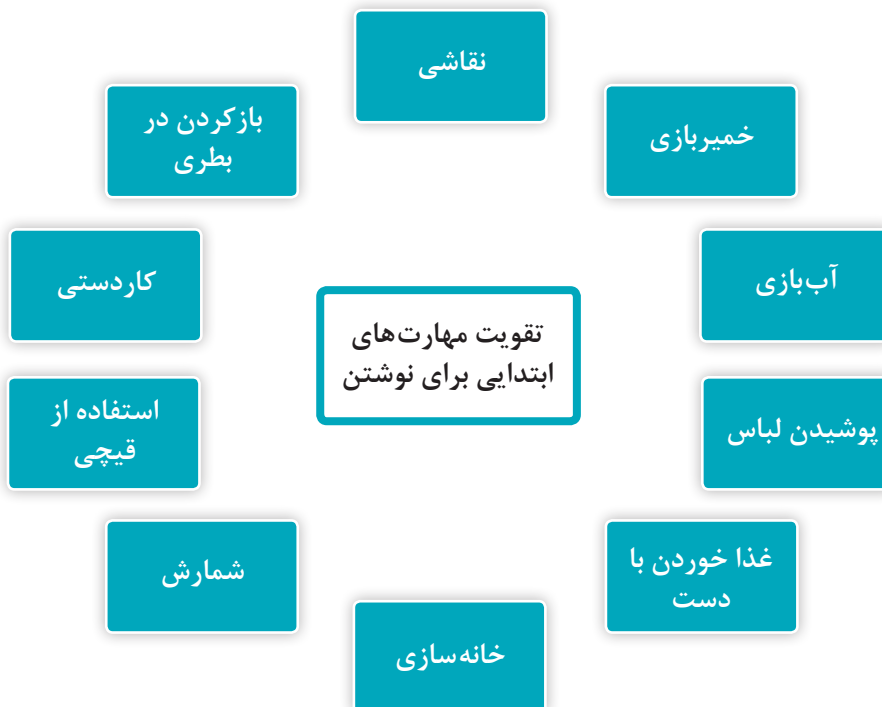 نقاشی
خمیربازی
آب‌بازی
پوشیدن لباس
غذا خوردن با
دست
خانه‌سازی
شمارش
استفاده از
قیچی
کاردستی
بازکردن در
بطری
تقویت مهارت‌های
ابتدایی برای نوشتن